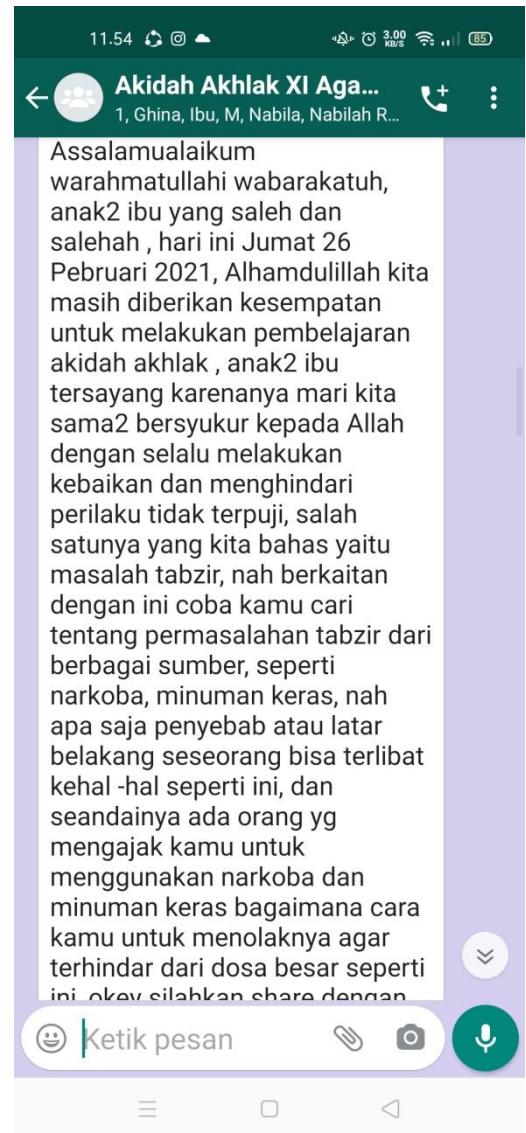 11.54
3.00
KB/S
85
Akidah Akhlak XI Aga...
1, Ghina, Ibu, M, Nabila, Nabilah R...
Assalamualaikum
warahmatullahi wabarakatuh,
anak2 ibu yang saleh dan
salehah , hari ini Jumat 26
Pebruari 2021, Alhamdulillah kita
masih diberikan kesempatan
untuk melakukan pembelajaran
akidah akhlak , anak2 ibu
tersayang karenanya mari kita
sama2 bersyukur kepada Allah
dengan selalu melakukan
kebaikan dan menghindari
perilaku tidak terpuji, salah
satunya yang kita bahas yaitu
masalah tabzir, nah berkaitan
dengan ini coba kamu cari
tentang permasalahan tabzir dari
berbagai sumber, seperti
narkoba, minuman keras, nah
apa saja penyebab atau latar
belakang seseorang bisa terlibat
kehal -hal seperti ini, dan
seandainya ada orang yg
mengajak kamu untuk
menggunakan narkoba dan
minuman keras bagaimana cara
kamu untuk menolaknya agar
terhindar dari dosa besar seperti
ini, okey silahkan share dengan
Ketik pesan